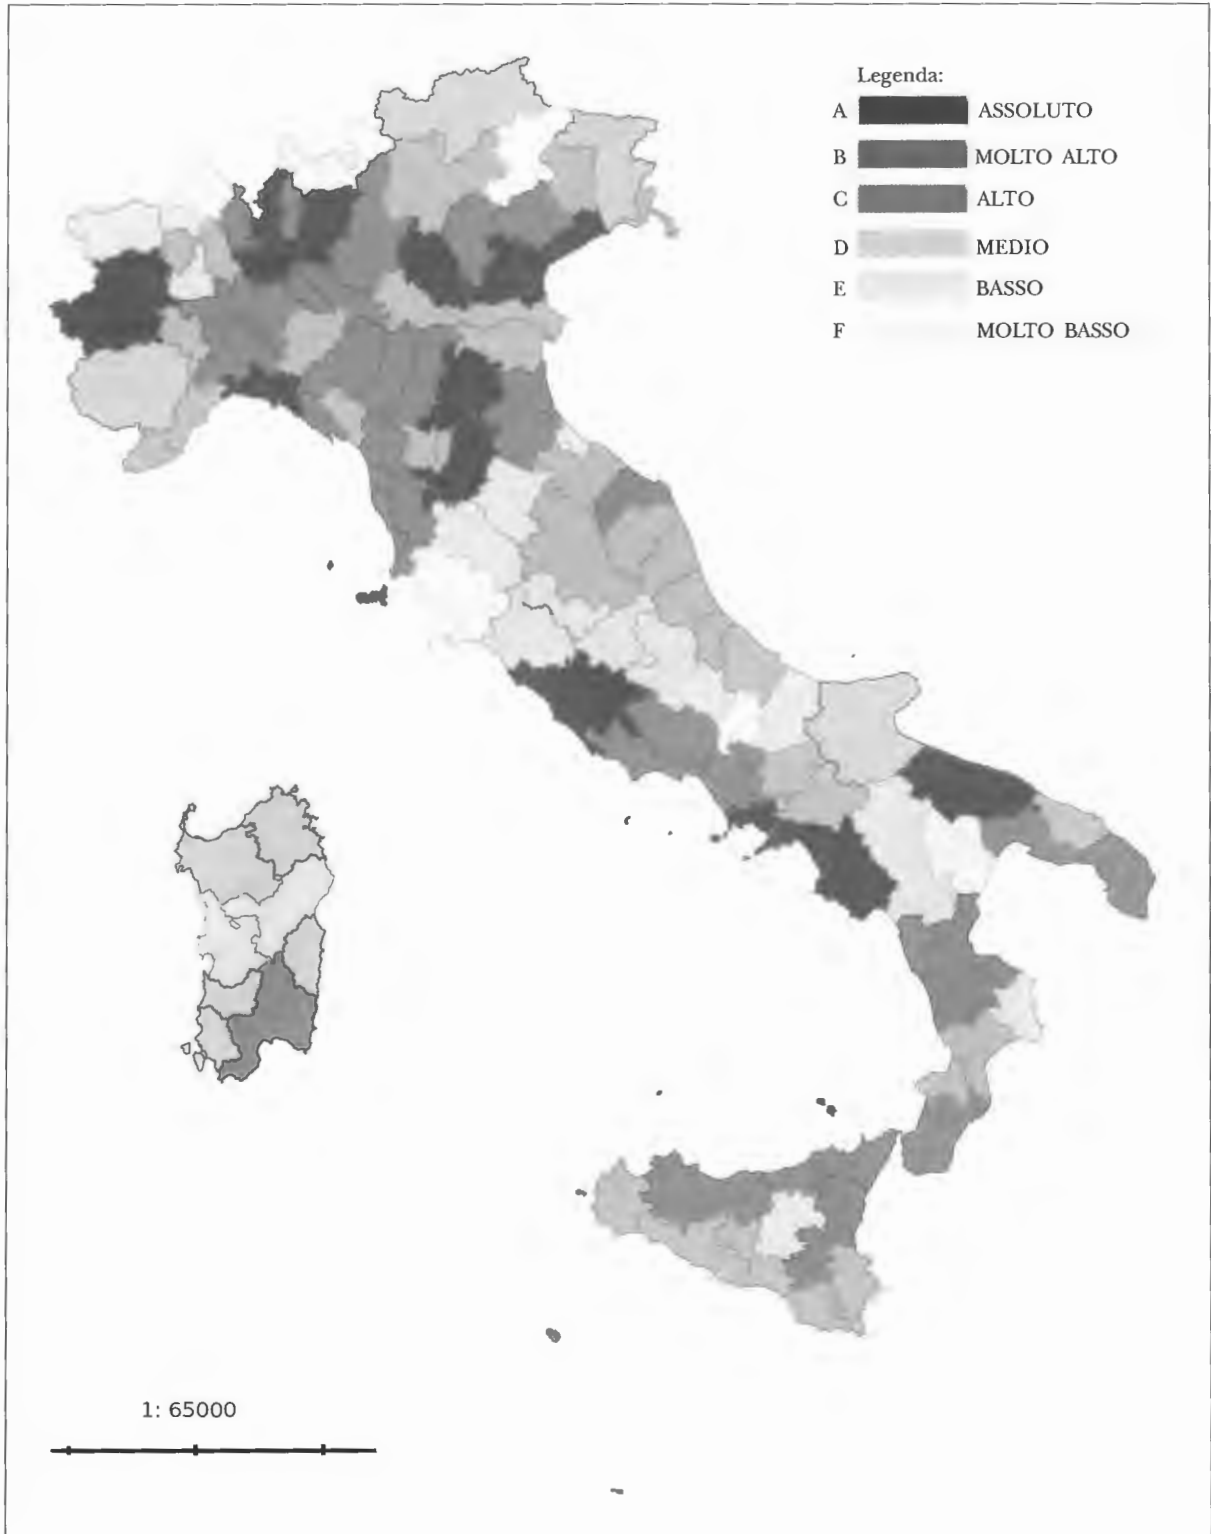 Legenda:
A ASSOLUTO
B MOLTO ALTO
C ALTO
D MEDIO
E BASSO
F MOLTO BASSO
1: 65000